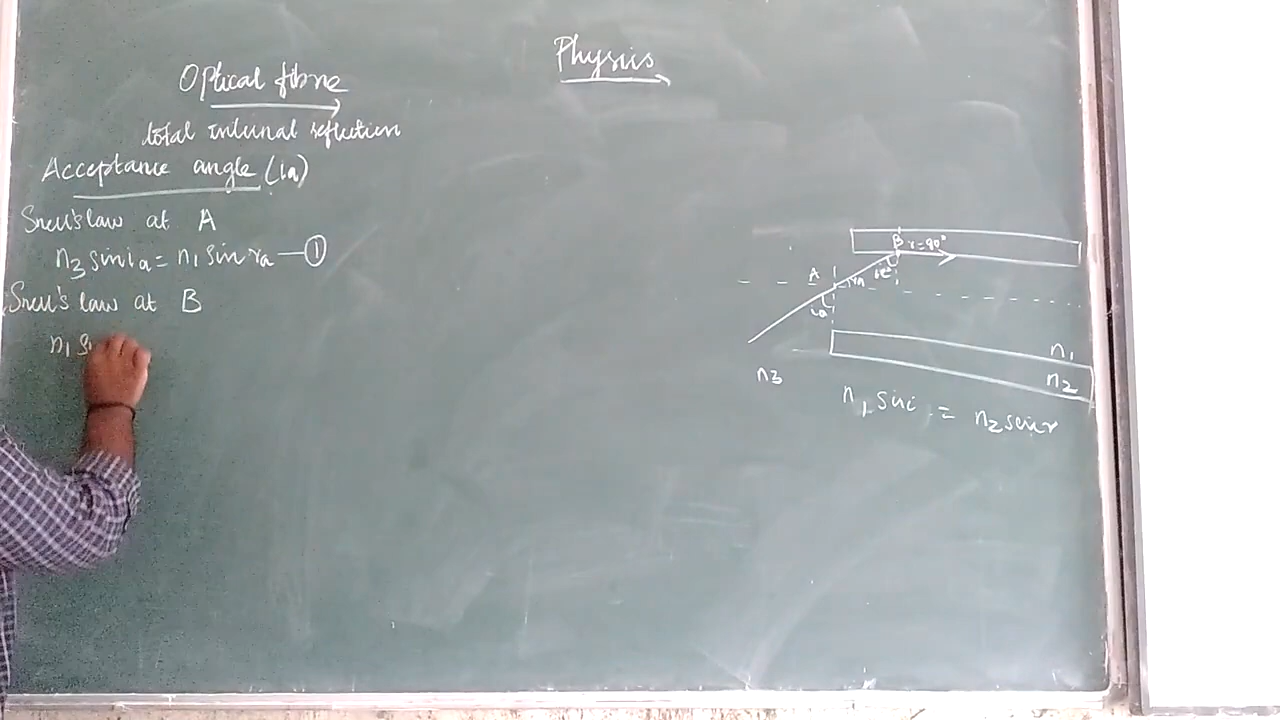 Physics
Optical fibre
total internal reflection
Acceptance angle (ia)
Snell's law at A
n3 sin ia = n1 sin ra — ①
Snell's law at B
n1 s
B r=90°
A ra ic
ia
n1
n3 n2
n1 sin i = n2 sin r